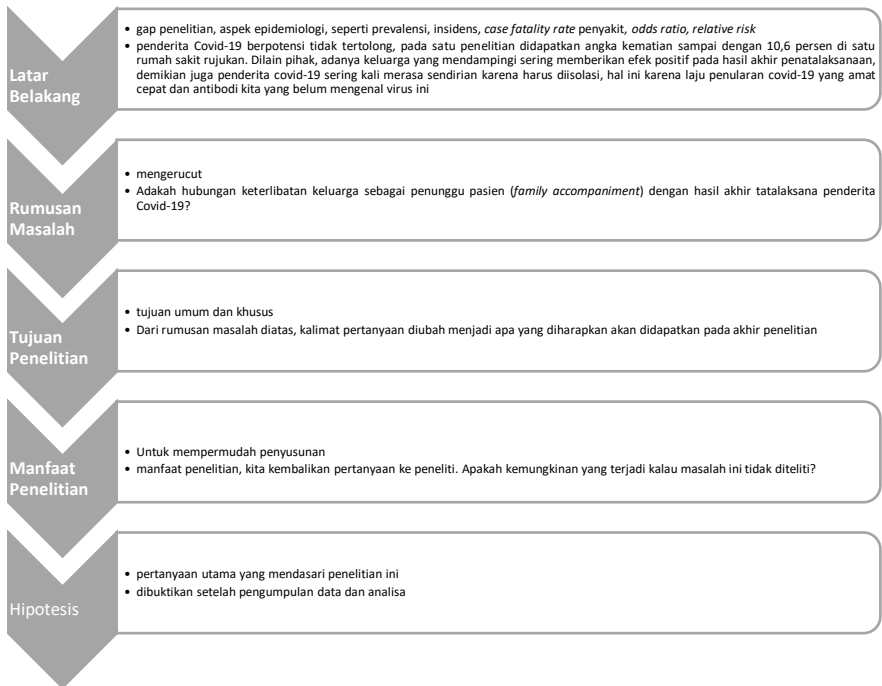 Latar
Belakang
• gap penelitian, aspek epidemiologi, seperti prevalensi, insidens, case fatality rate penyakit, odds ratio, relative risk
• penderita Covid-19 berpotensi tidak tertolong, pada satu penelitian didapatkan angka kematian sampai dengan 10,6 persen di satu
rumah sakit rujukan. Dilain pihak, adanya keluarga yang mendampingi sering memberikan efek positif pada hasil akhir penatalaksanaan,
demikian juga penderita covid-19 sering kali merasa sendirian karena harus diisolasi, hal ini karena laju penularan covid-19 yang amat
cepat dan antibodi kita yang belum mengenal virus ini
Rumusan
Masalah
• mengerucut
• Adakah hubungan keterlibatan keluarga sebagai penunggu pasien (family accompaniment) dengan hasil akhir tatalaksana penderita
Covid-19?
Tujuan
Penelitian
• tujuan umum dan khusus
• Dari rumusan masalah diatas, kalimat pertanyaan diubah menjadi apa yang diharapkan akan didapatkan pada akhir penelitian
Manfaat
Penelitian
• Untuk mempermudah penyusunan
• manfaat penelitian, kita kembalikan pertanyaan ke peneliti. Apakah kemungkinan yang terjadi kalau masalah ini tidak diteliti?
Hipotesis
• pertanyaan utama yang mendasari penelitian ini
• dibuktikan setelah pengumpulan data dan analisa